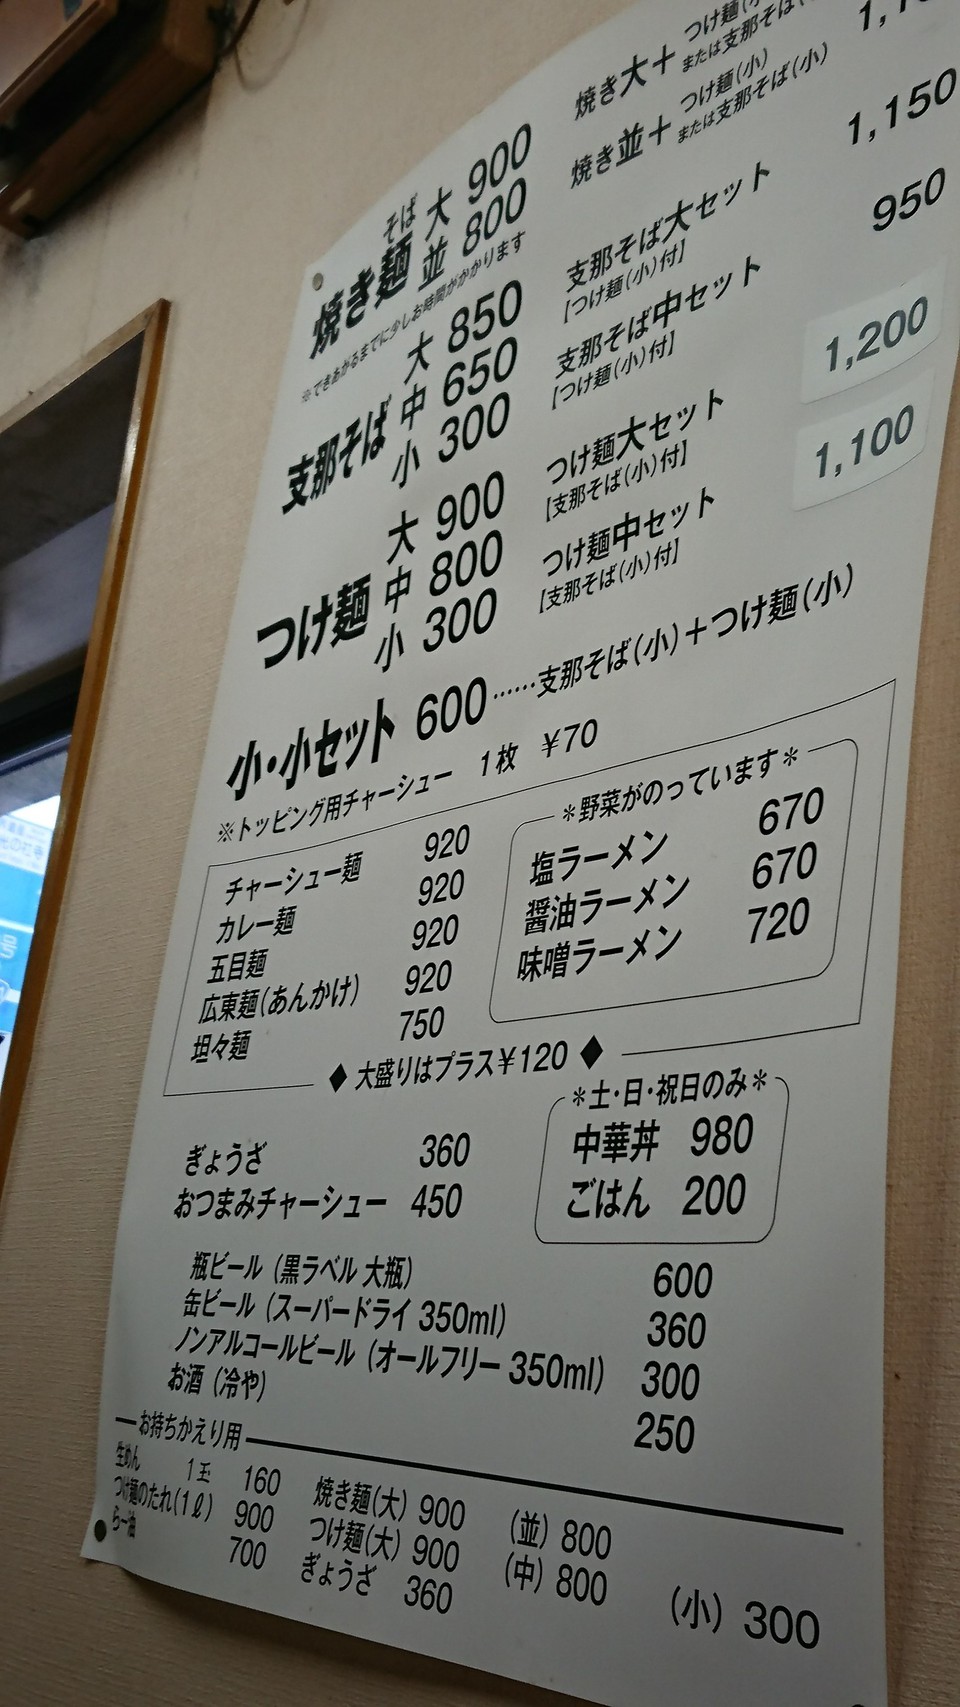 焼き麺 そば 大 900
並 800
※できあがるまでに少しお時間がかかります
支那そば 大 850
中 650
小 300
つけ麺 大 900
中 800
小 300
焼き大＋ つけ麺(小)
または支那そば(小)
焼き並＋ つけ麺(小)
または支那そば(小) 1,150
支那そば大セット 950
[つけ麺(小)付]
支那そば中セット
[つけ麺(小)付]
つけ麺大セット 1,200
[支那そば(小)付]
つけ麺中セット 1,100
[支那そば(小)付]
小・小セット 600……支那そば(小)＋つけ麺(小)
※トッピング用チャーシュー 1枚 ¥70
チャーシュー麺 920
カレー麺 920
五目麺 920
広東麺(あんかけ) 920
坦々麺 750
＊野菜がのっています＊
塩ラーメン 670
醤油ラーメン 670
味噌ラーメン 720
◆ 大盛りはプラス¥120 ◆
ぎょうざ 360
おつまみチャーシュー 450
＊土・日・祝日のみ＊
中華丼 980
ごはん 200
瓶ビール (黒ラベル 大瓶) 600
缶ビール (スーパードライ 350ml) 360
ノンアルコールビール (オールフリー 350ml) 300
お酒 (冷や) 250
お持ちかえり用
生めん 1玉 160
つけ麺のたれ(1ℓ) 900
らー油 700
焼き麺(大) 900 (並) 800
つけ麺(大) 900 (中) 800 (小) 300
ぎょうざ 360